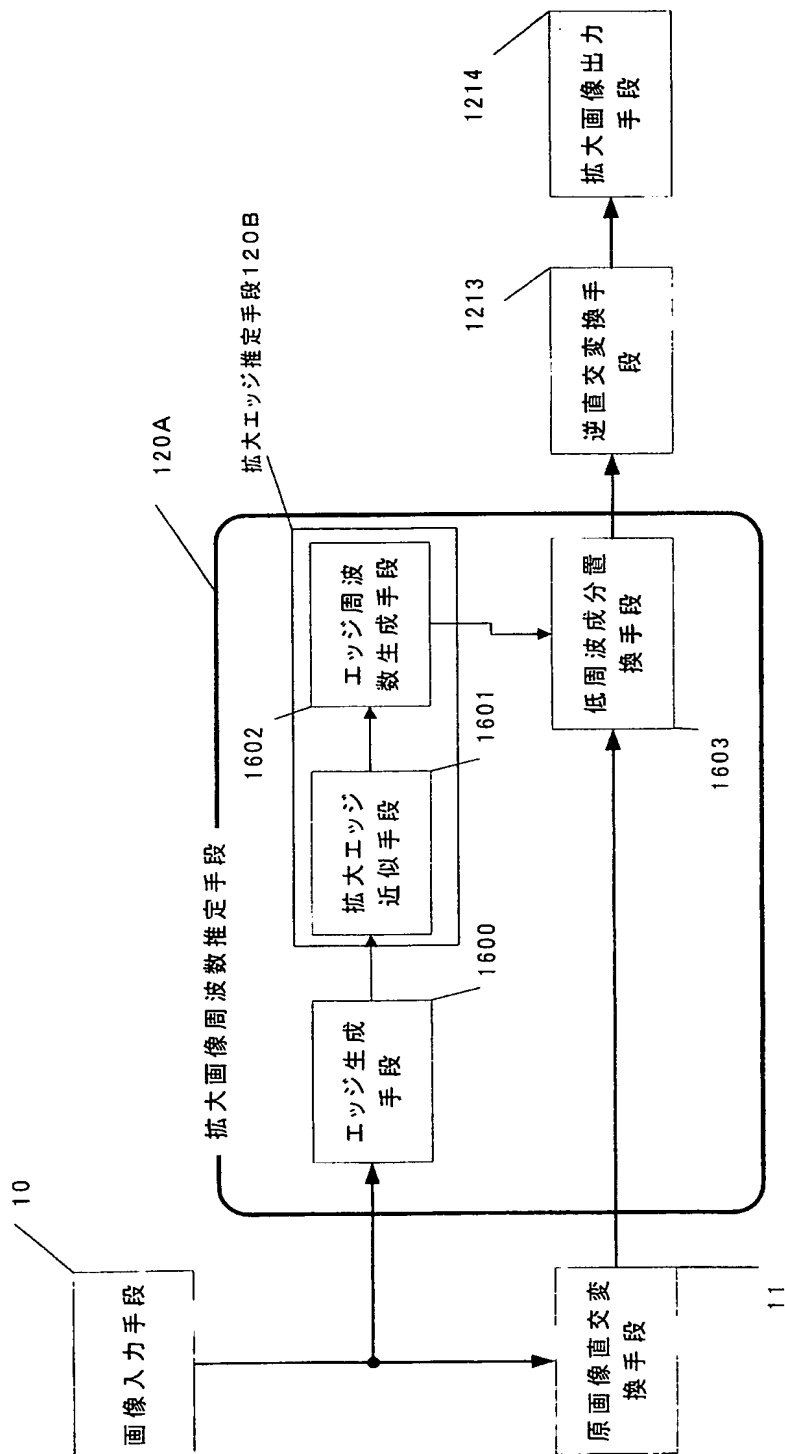 画像入力手段
10
原画像直交変
換手段
11
拡大画像周波数推定手段
120A
エッジ生成
手段
1600
拡大エッジ推定手段120B
拡大エッジ
近似手段
1601
エッジ周波
数生成手段
1602
低周波成分置
換手段
1603
逆直交変換手
段
1213
拡大画像出力
手段
1214